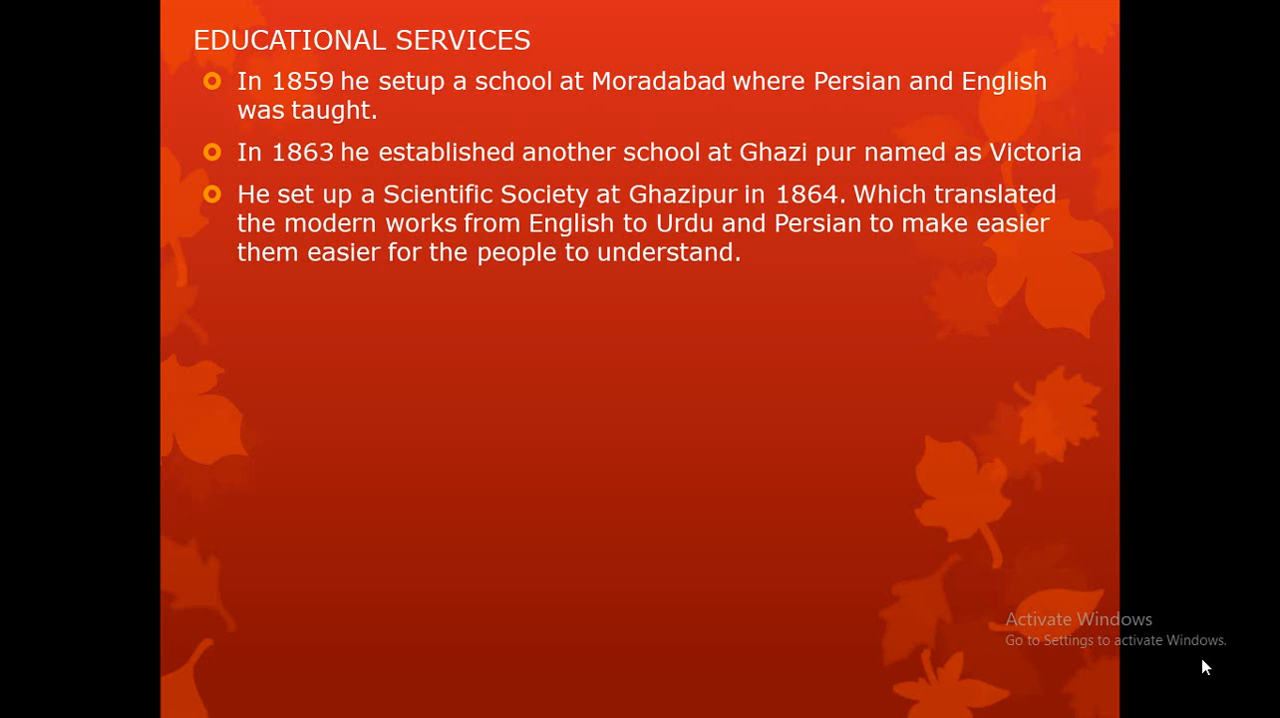 EDUCATIONAL SERVICES
In 1859 he setup a school at Moradabad where Persian and English
was taught.
In 1863 he established another school at Ghazi pur named as Victoria
He set up a Scientific Society at Ghazipur in 1864. Which translated
the modern works from English to Urdu and Persian to make easier
them easier for the people to understand.
Activate Windows
Go to Settings to activate Windows.